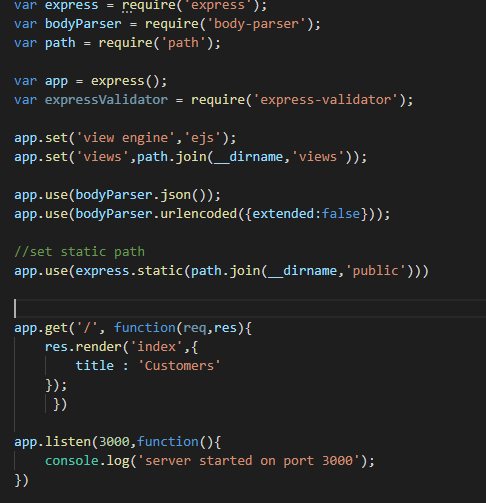 var express = require('express');
var bodyParser = require('body-parser');
var path = require('path');

var app = express();
var expressValidator = require('express-validator');

app.set('view engine','ejs');
app.set('views',path.join(__dirname,'views'));

app.use(bodyParser.json());
app.use(bodyParser.urlencoded({extended:false}));

//set static path
app.use(express.static(path.join(__dirname,'public')))


app.get('/', function(req,res){
    res.render('index',{
        title : 'Customers'
    });
     })

app.listen(3000,function(){
    console.log('server started on port 3000');
})